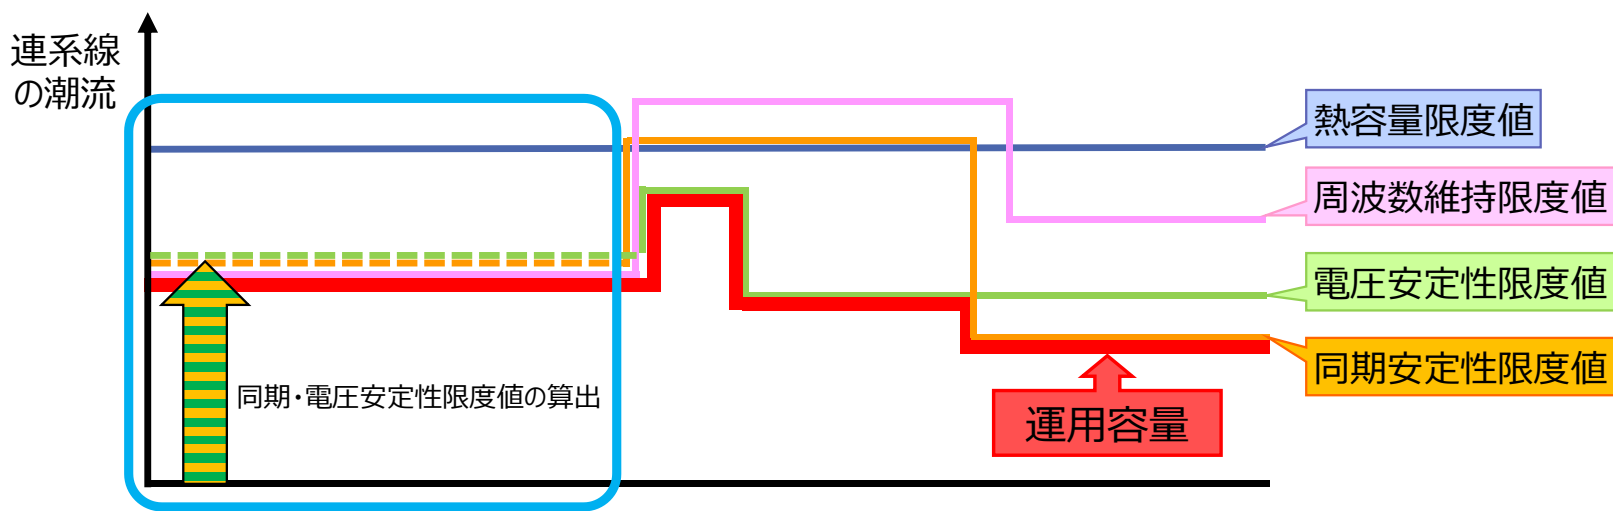 連系線
の潮流
熱容量限度値
周波数維持限度値
電圧安定性限度値
同期安定性限度値
同期・電圧安定性限度値の算出
運用容量